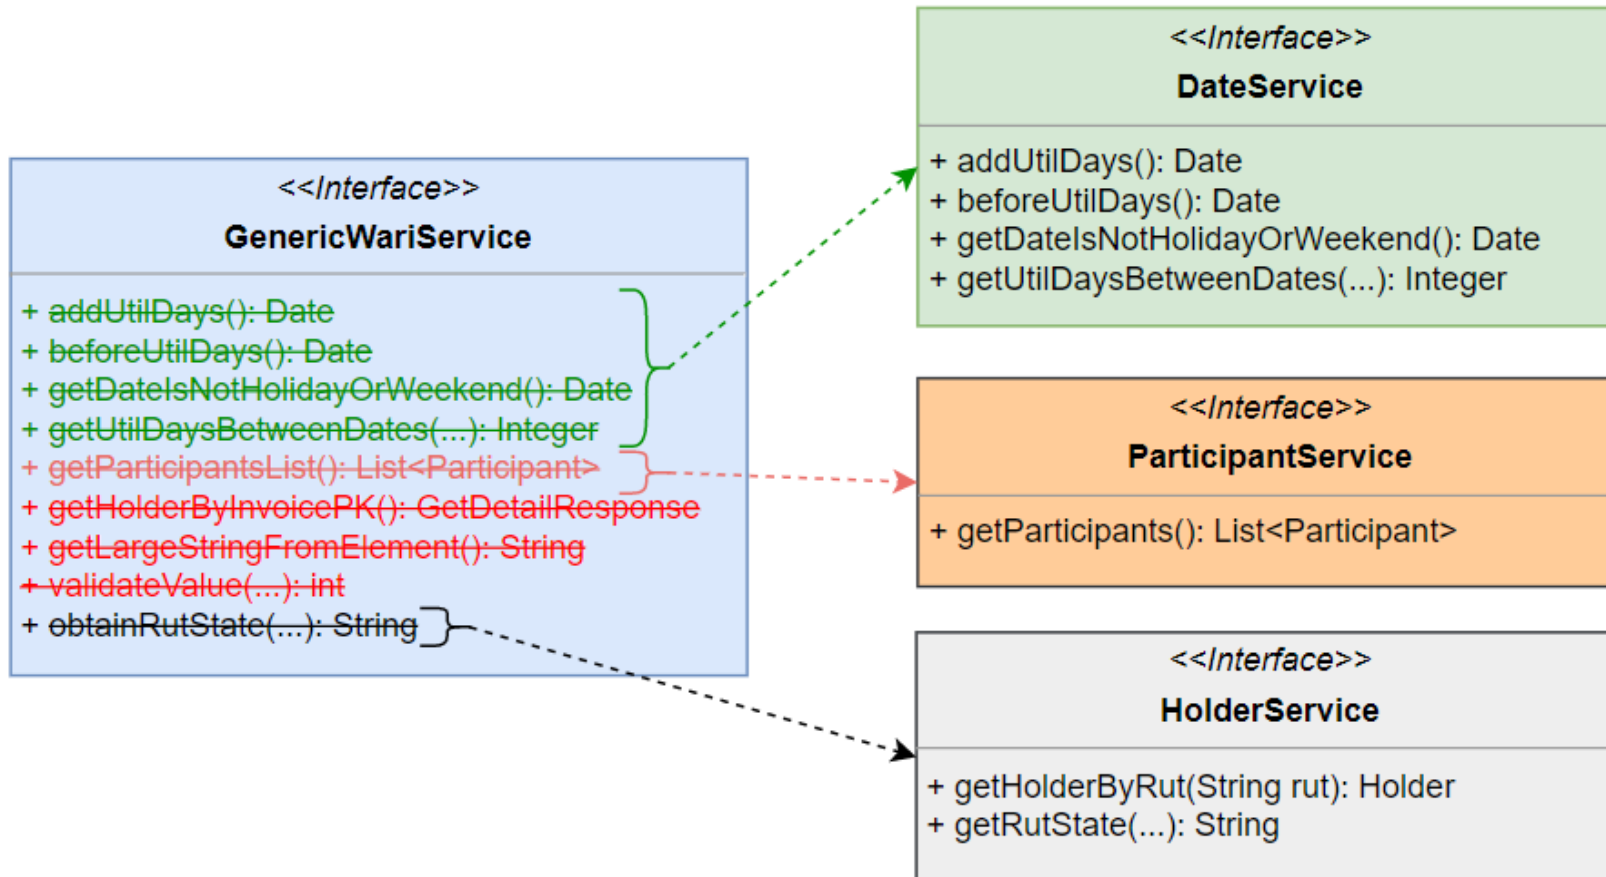 <<Interface>>
GenericWariService
+ addUtilDays(): Date
+ beforeUtilDays(): Date
+ getDateIsNotHolidayOrWeekend(): Date
+ getUtilDaysBetweenDates(...): Integer
+ getParticipantsList(): List<Participant>
+ getHolderByInvoicePK(): GetDetailResponse
+ getLargeStringFromElement(): String
+ validateValue(...): int
+ obtainRutState(...): String
<<Interface>>
DateService
+ addUtilDays(): Date
+ beforeUtilDays(): Date
+ getDateIsNotHolidayOrWeekend(): Date
+ getUtilDaysBetweenDates(...): Integer
<<Interface>>
ParticipantService
+ getParticipants(): List<Participant>
<<Interface>>
HolderService
+ getHolderByRut(String rut): Holder
+ getRutState(...): String